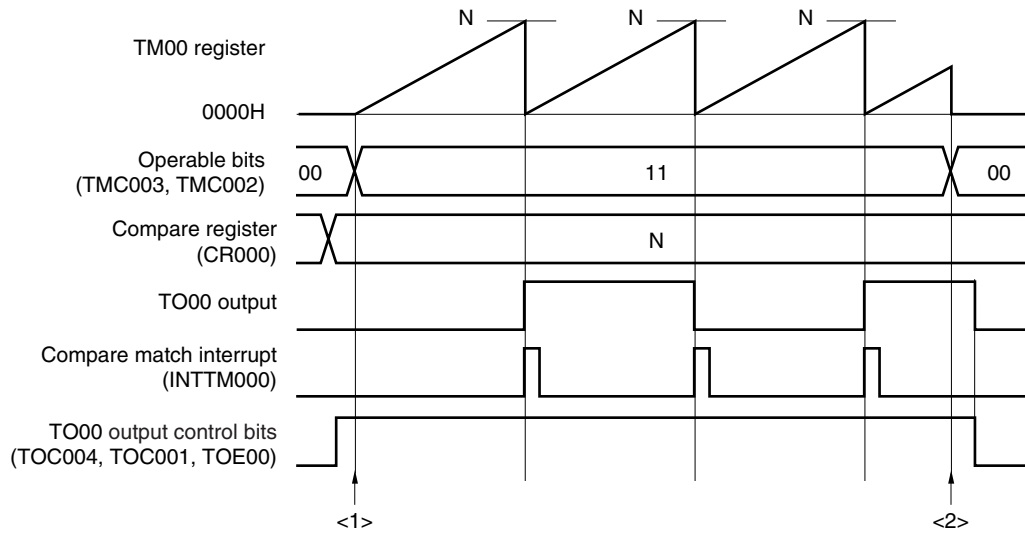 N N N
TM00 register
0000H
Operable bits
(TMC003, TMC002)
00 11 00
Compare register
(CR000)
N
TO00 output
Compare match interrupt
(INTTM000)
TO00 output control bits
(TOC004, TOC001, TOE00)
<1> <2>